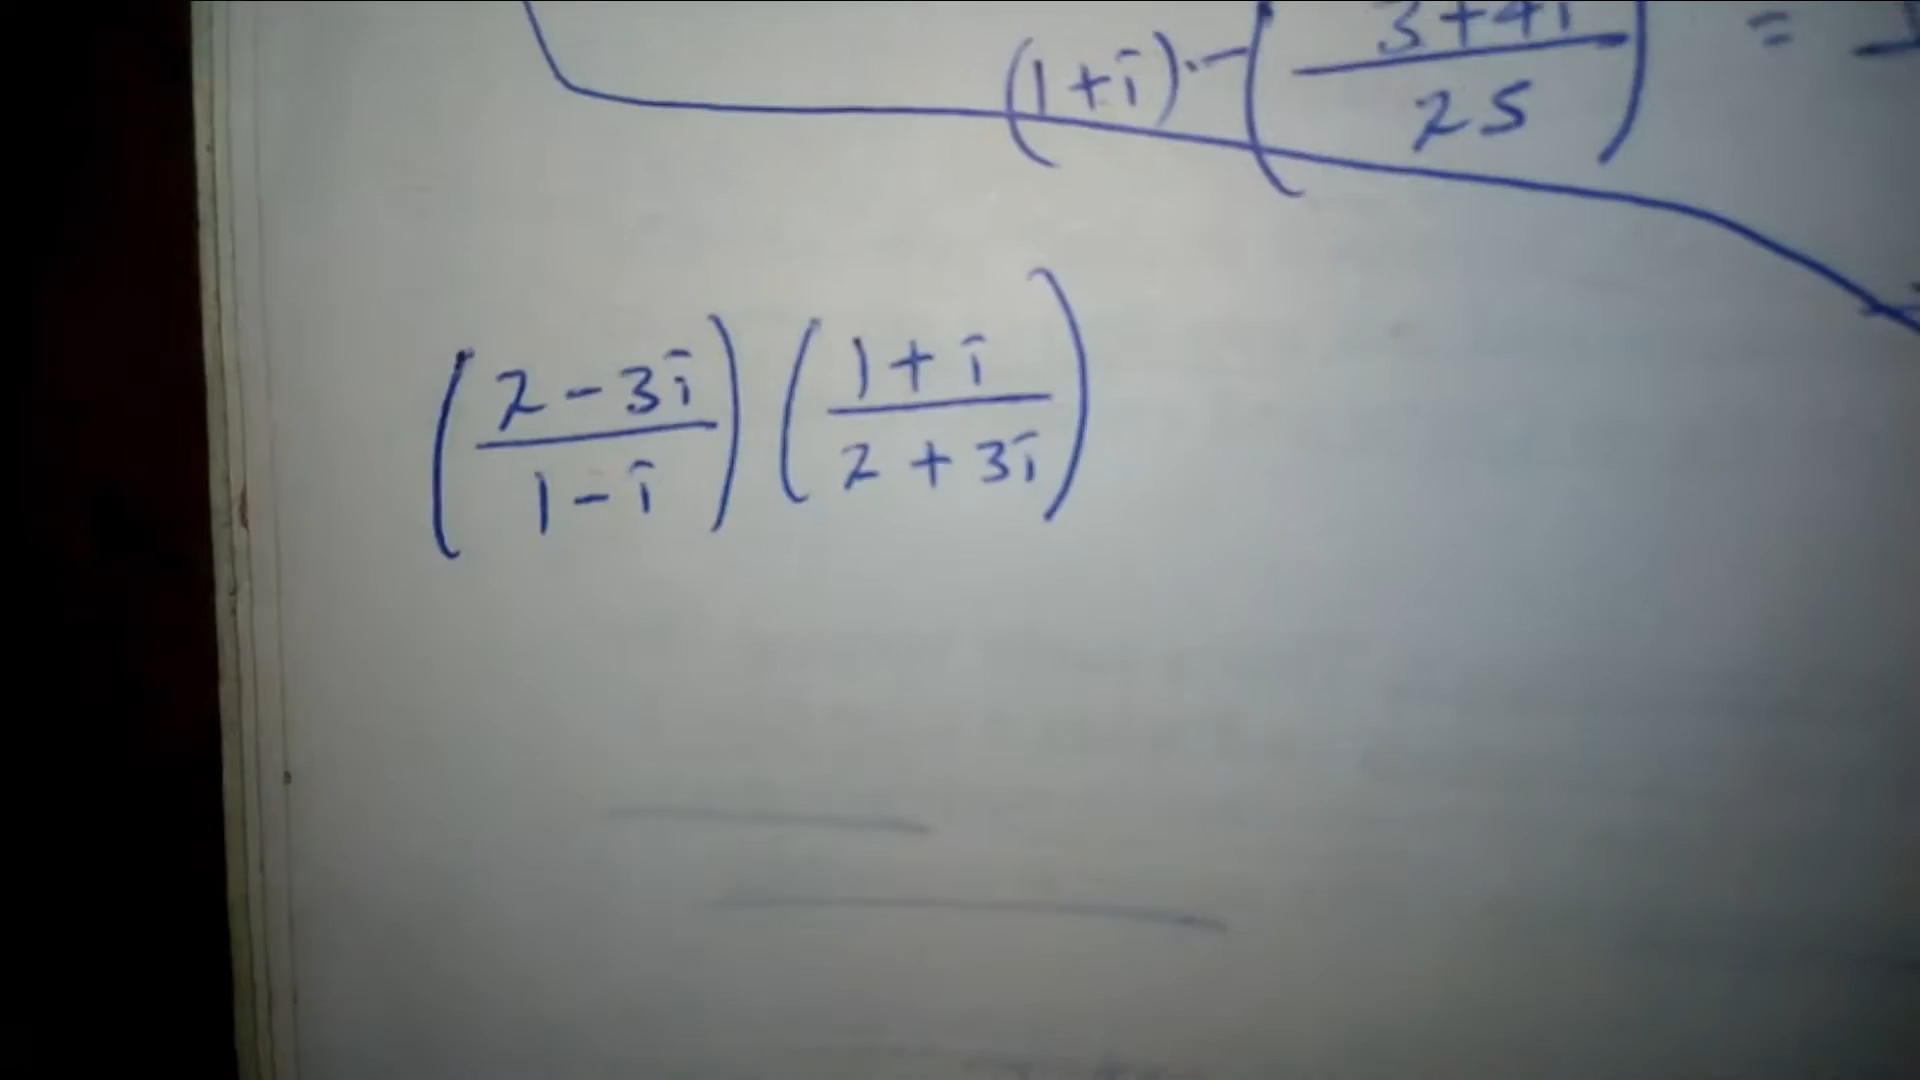 (1+i) - (3+4i / 25) =
((2-3i) / (1-i)) ((1+i) / (2+3i))